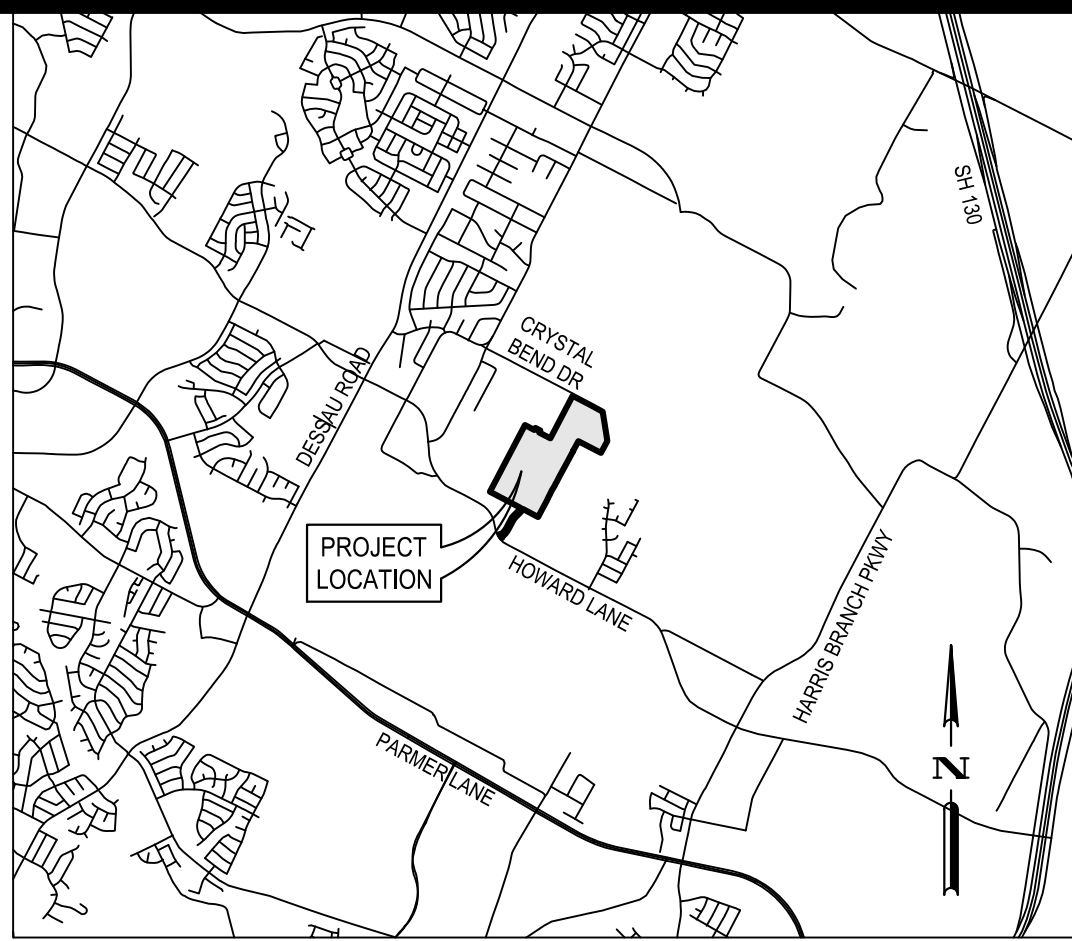 SH 130
CRYSTAL
BEND DR
DESSAU ROAD
PROJECT
LOCATION
HOWARD LANE
HARRIS BRANCH PKWY
PARMER LANE
N